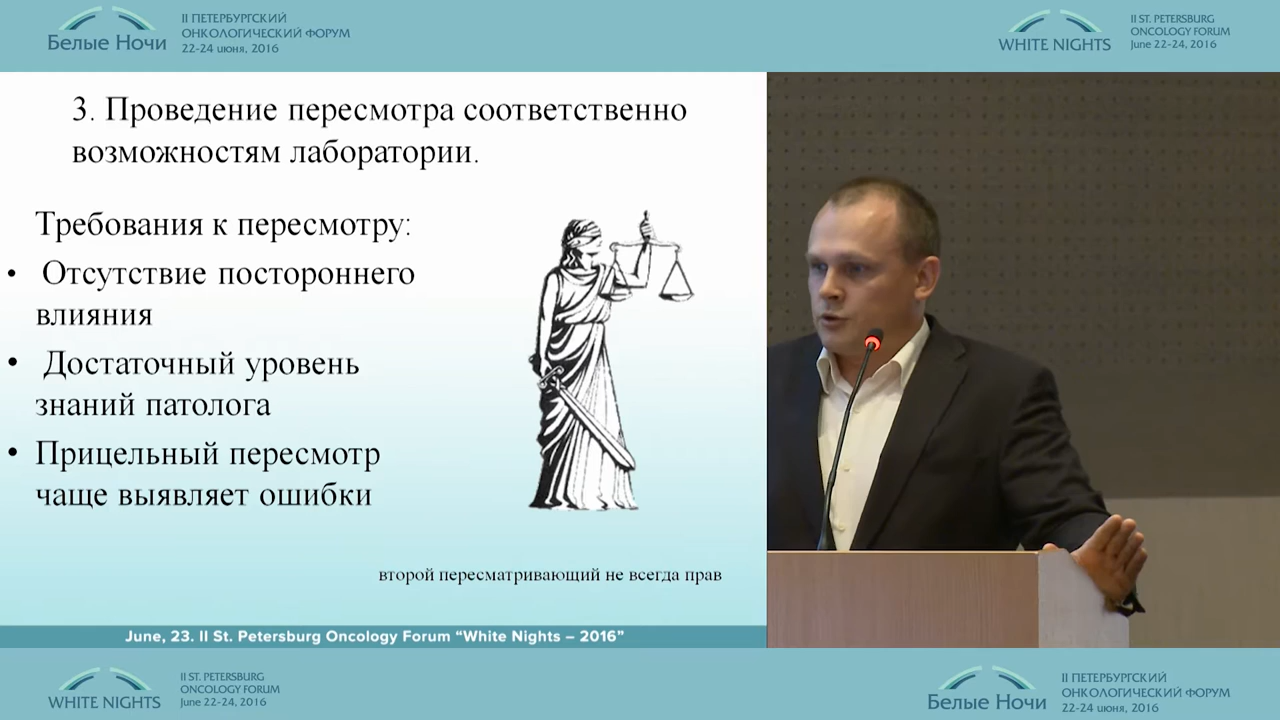 Белые Ночи
II ПЕТЕРБУРГСКИЙ
ОНКОЛОГИЧЕСКИЙ ФОРУМ
22-24 июня, 2016
WHITE NIGHTS
II ST. PETERSBURG
ONCOLOGY FORUM
June 22-24, 2016
3. Проведение пересмотра соответственно
возможностям лаборатории.
Требования к пересмотру:
• Отсутствие постороннего
влияния
• Достаточный уровень
знаний патолога
• Прицельный пересмотр
чаще выявляет ошибки
второй пересматривающий не всегда прав
June, 23. II St. Petersburg Oncology Forum “White Nights – 2016”
WHITE NIGHTS
II ST. PETERSBURG
ONCOLOGY FORUM
June 22-24, 2016
Белые Ночи
II ПЕТЕРБУРГСКИЙ
ОНКОЛОГИЧЕСКИЙ ФОРУМ
22-24 июня, 2016